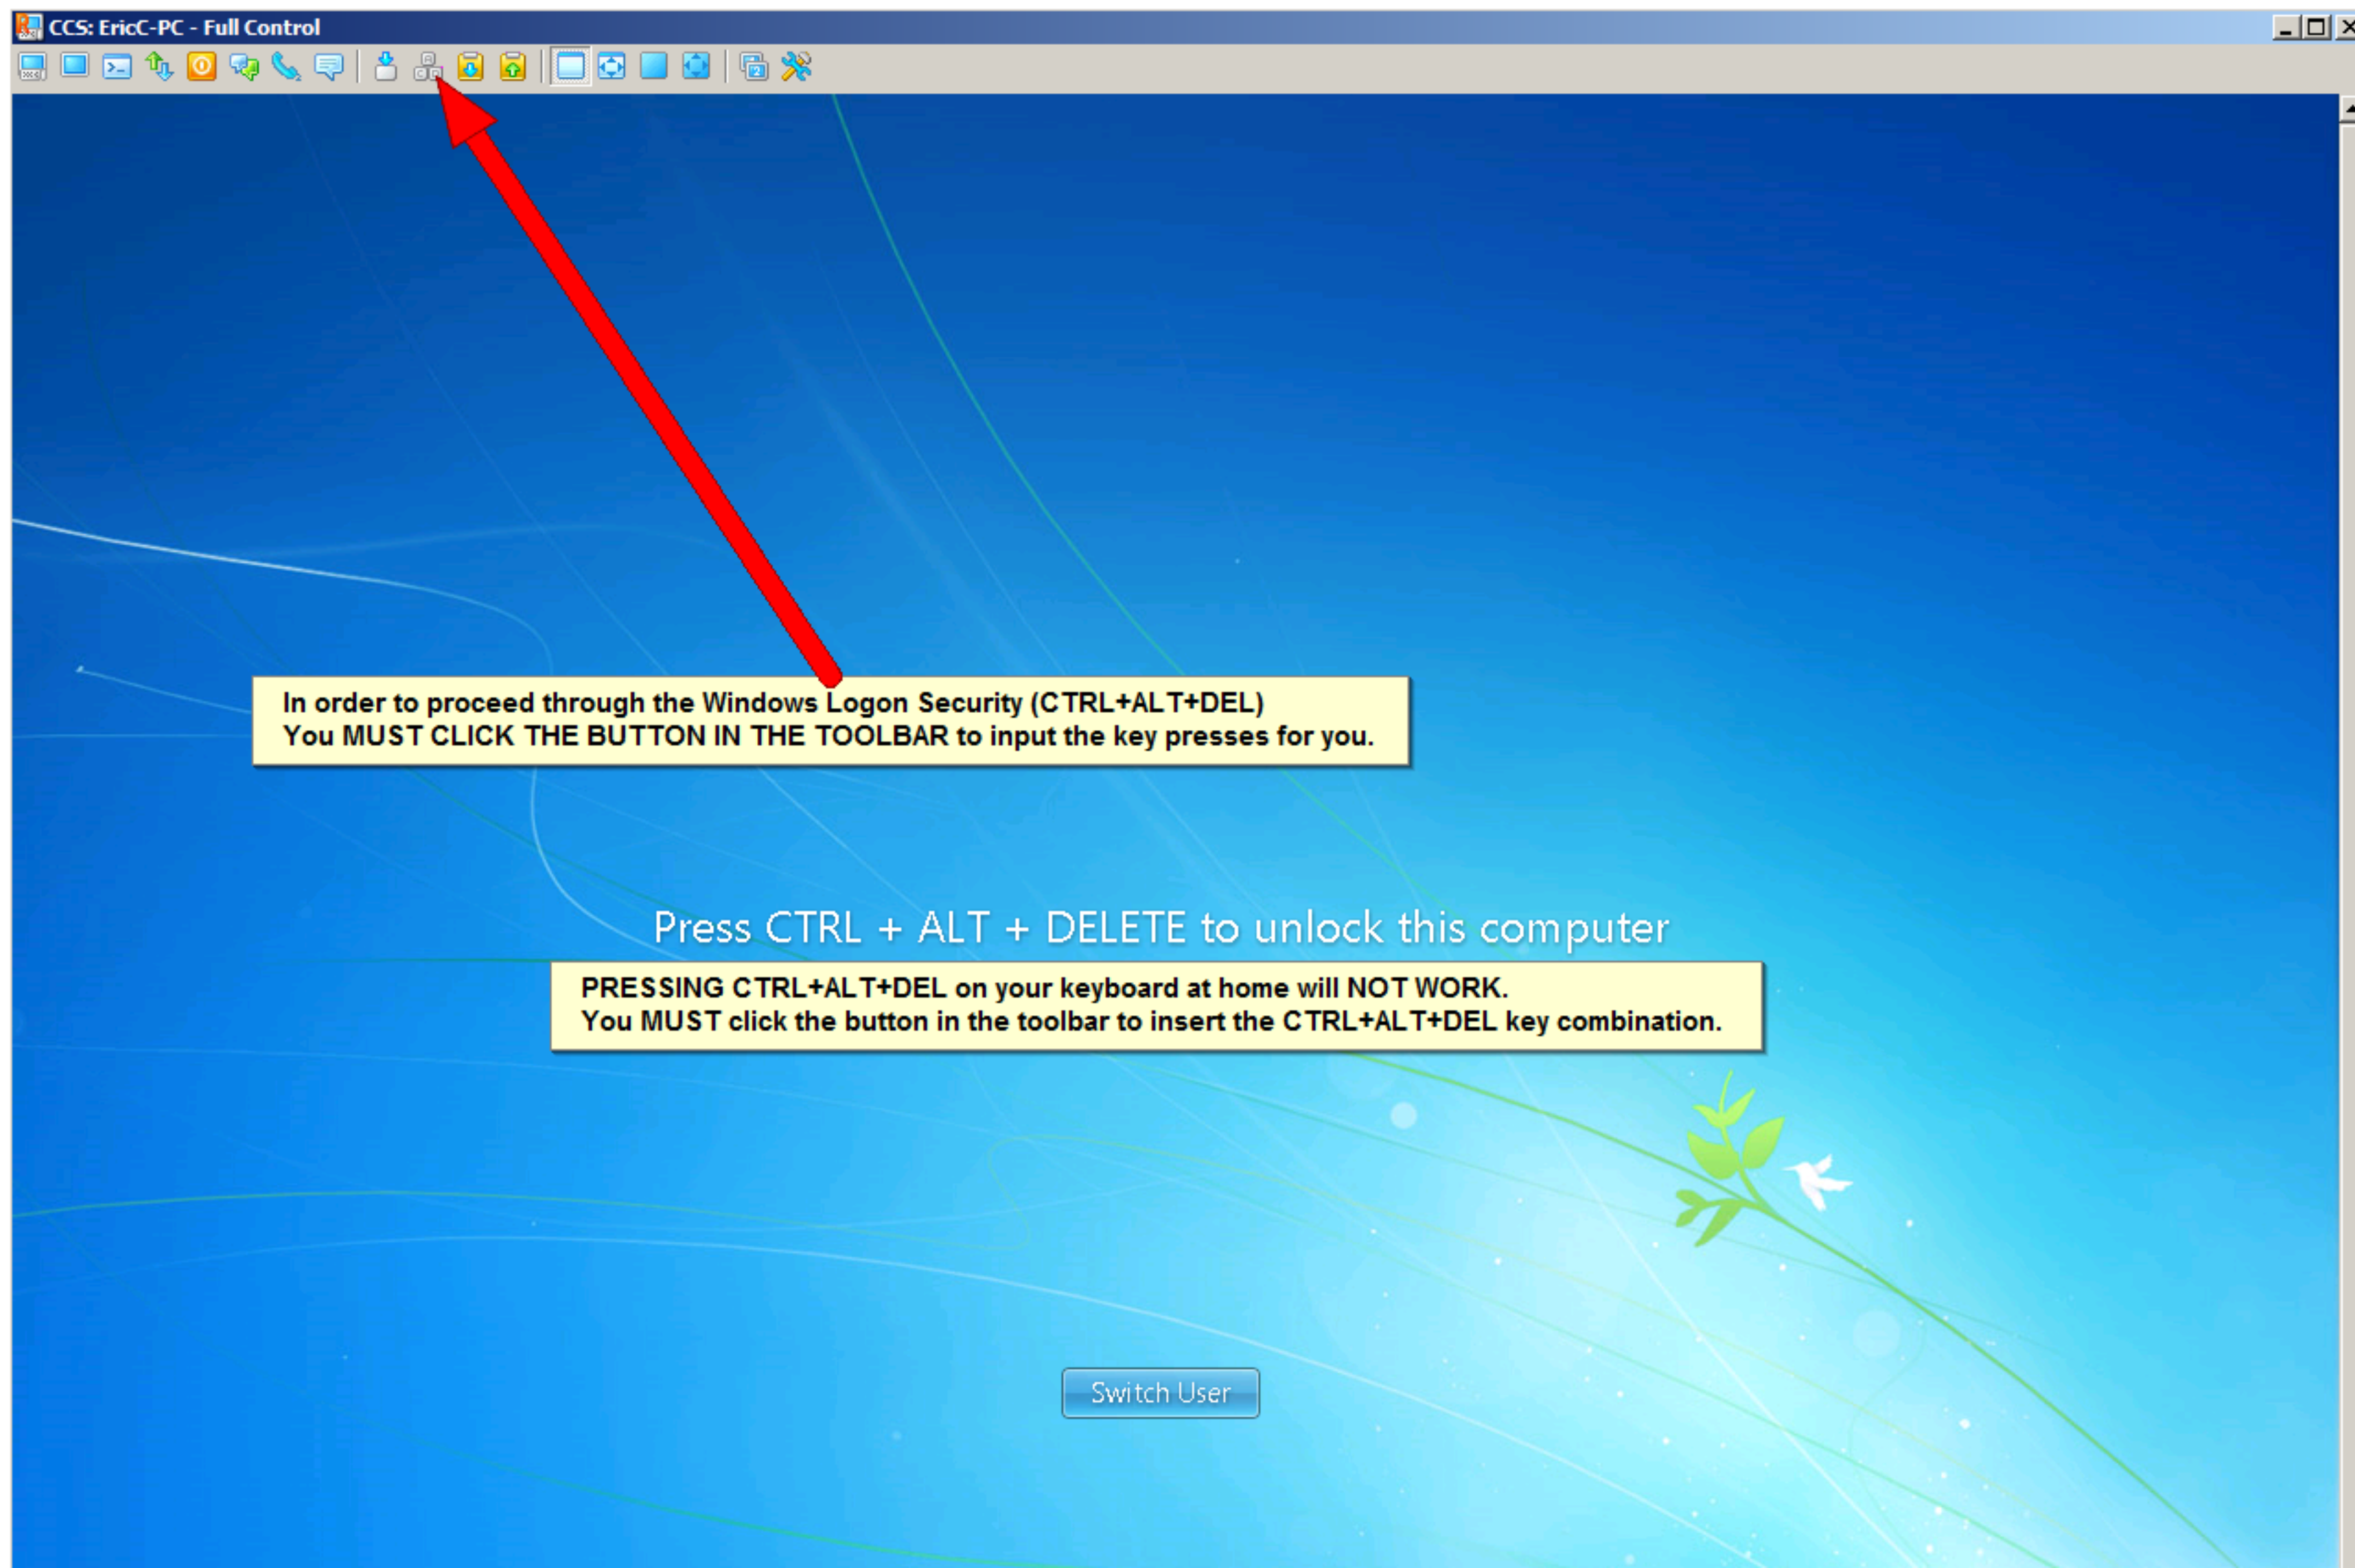 CCS: EricC-PC - Full Control
In order to proceed through the Windows Logon Security (CTRL+ALT+DEL)
You MUST CLICK THE BUTTON IN THE TOOLBAR to input the key presses for you.
Press CTRL + ALT + DELETE to unlock this computer
PRESSING CTRL+ALT+DEL on your keyboard at home will NOT WORK.
You MUST click the button in the toolbar to insert the CTRL+ALT+DEL key combination.
Switch User